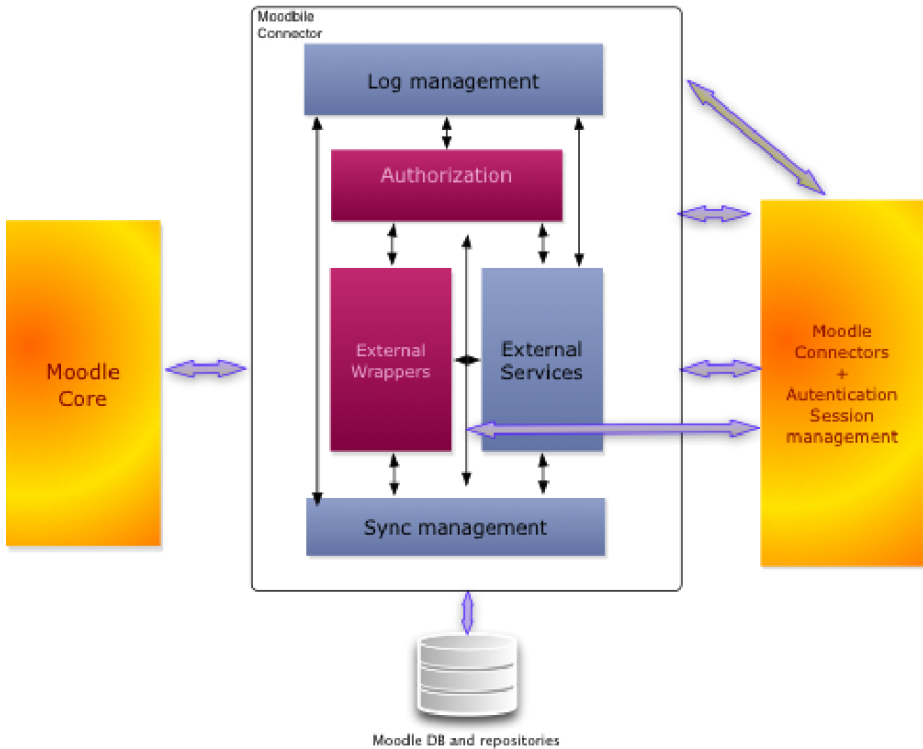 Moodbile
Connector
Log management
Authorization
Moodle
Core
External
Wrappers
External
Services
Moodle
Connectors
+
Autentication
Session
management
Sync management
Moodle DB and repositories